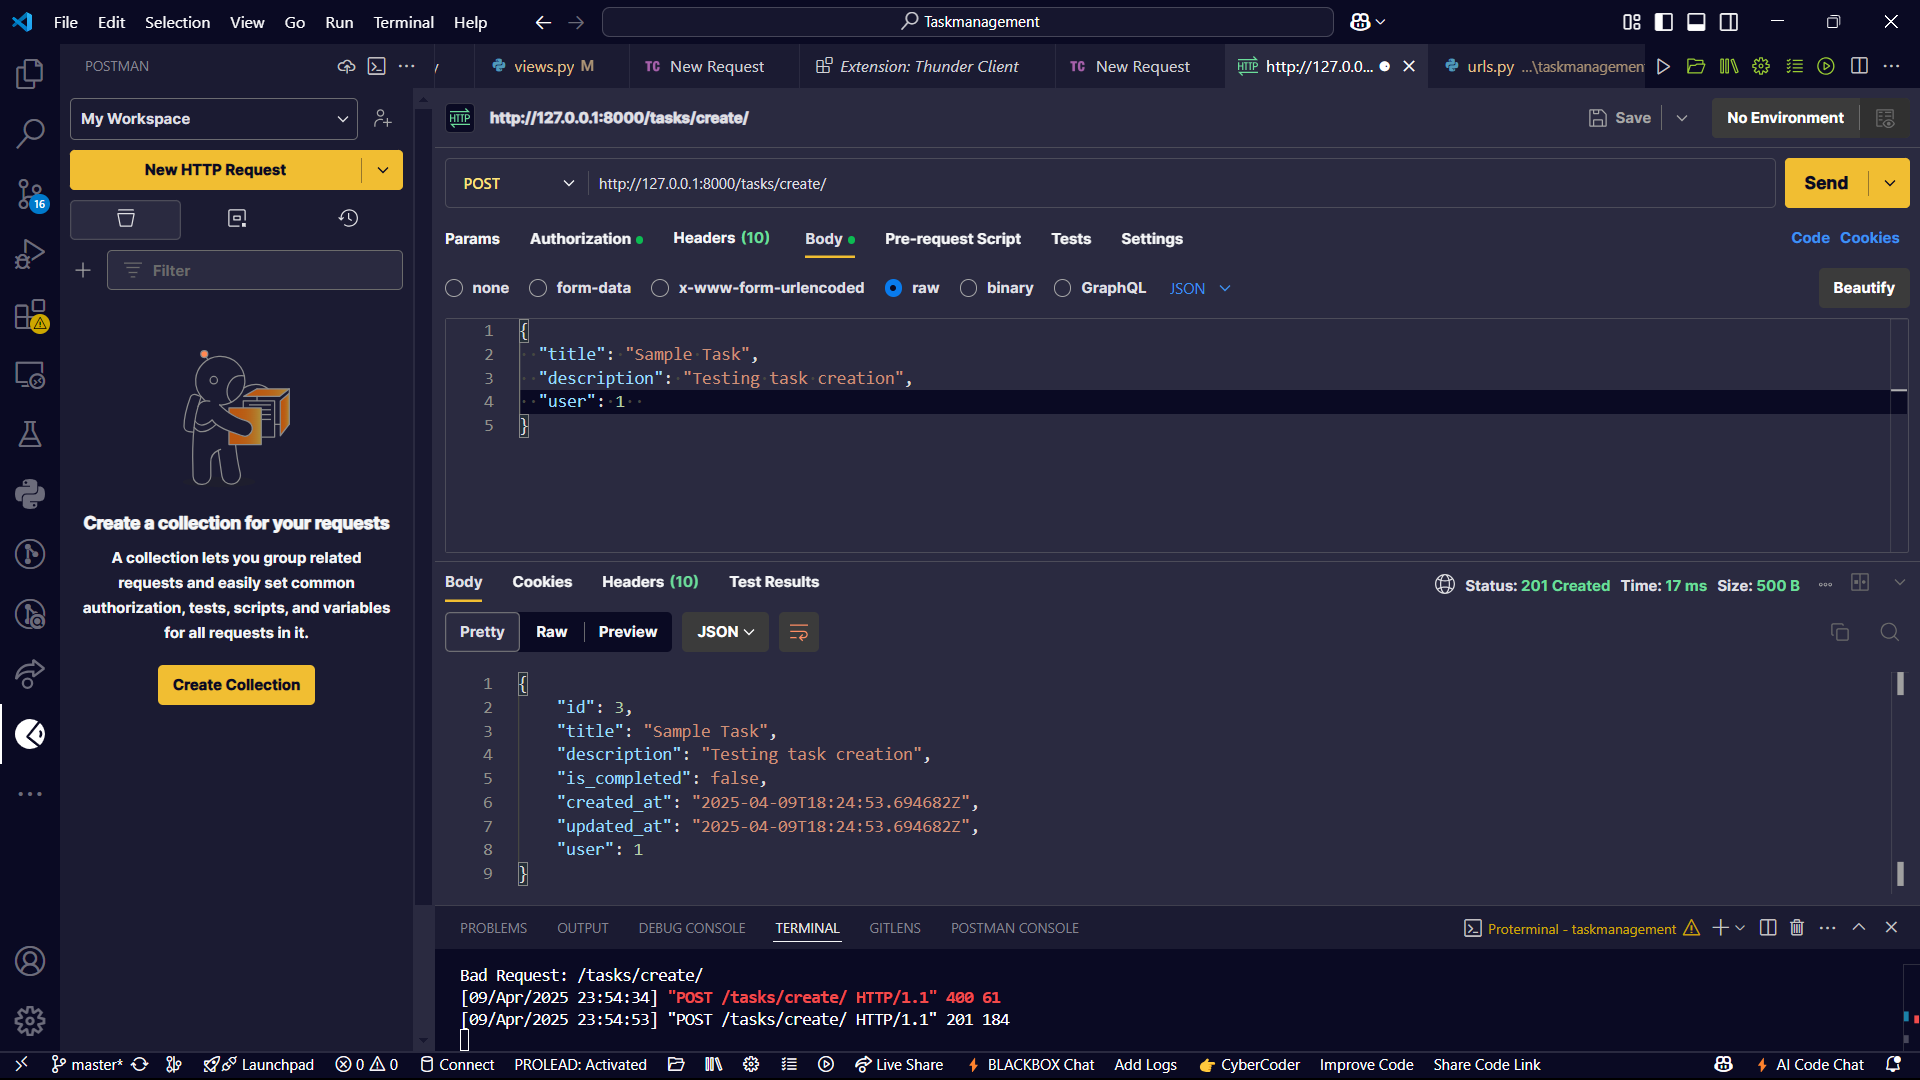 File Edit Selection View Go Run Terminal Help
Taskmanagement
POSTMAN
y
views.py M
TC New Request
Extension: Thunder Client
TC New Request
HTTP http://127.0.0...
urls.py ...\taskmanagemen
My Workspace
New HTTP Request
Filter
16
Create a collection for your requests
A collection lets you group related
requests and easily set common
authorization, tests, scripts, and variables
for all requests in it.
Create Collection
HTTP http://127.0.0.1:8000/tasks/create/
Save
No Environment
POST http://127.0.0.1:8000/tasks/create/
Send
Params Authorization Headers (10) Body Pre-request Script Tests Settings
Code Cookies
none form-data x-www-form-urlencoded raw binary GraphQL JSON
Beautify
1 {
2 "title": "Sample Task",
3 "description": "Testing task creation",
4 "user": 1
5 }
Body Cookies Headers (10) Test Results
Status: 201 Created Time: 17 ms Size: 500 B
Pretty Raw Preview JSON
1 {
2 "id": 3,
3 "title": "Sample Task",
4 "description": "Testing task creation",
5 "is_completed": false,
6 "created_at": "2025-04-09T18:24:53.694682Z",
7 "updated_at": "2025-04-09T18:24:53.694682Z",
8 "user": 1
9 }
PROBLEMS OUTPUT DEBUG CONSOLE TERMINAL GITLENS POSTMAN CONSOLE
Proterminal - taskmanagement
Bad Request: /tasks/create/
[09/Apr/2025 23:54:34] "POST /tasks/create/ HTTP/1.1" 400 61
[09/Apr/2025 23:54:53] "POST /tasks/create/ HTTP/1.1" 201 184
master* Launchpad 0 0 Connect PROLEAD: Activated Live Share BLACKBOX Chat Add Logs CyberCoder Improve Code Share Code Link AI Code Chat